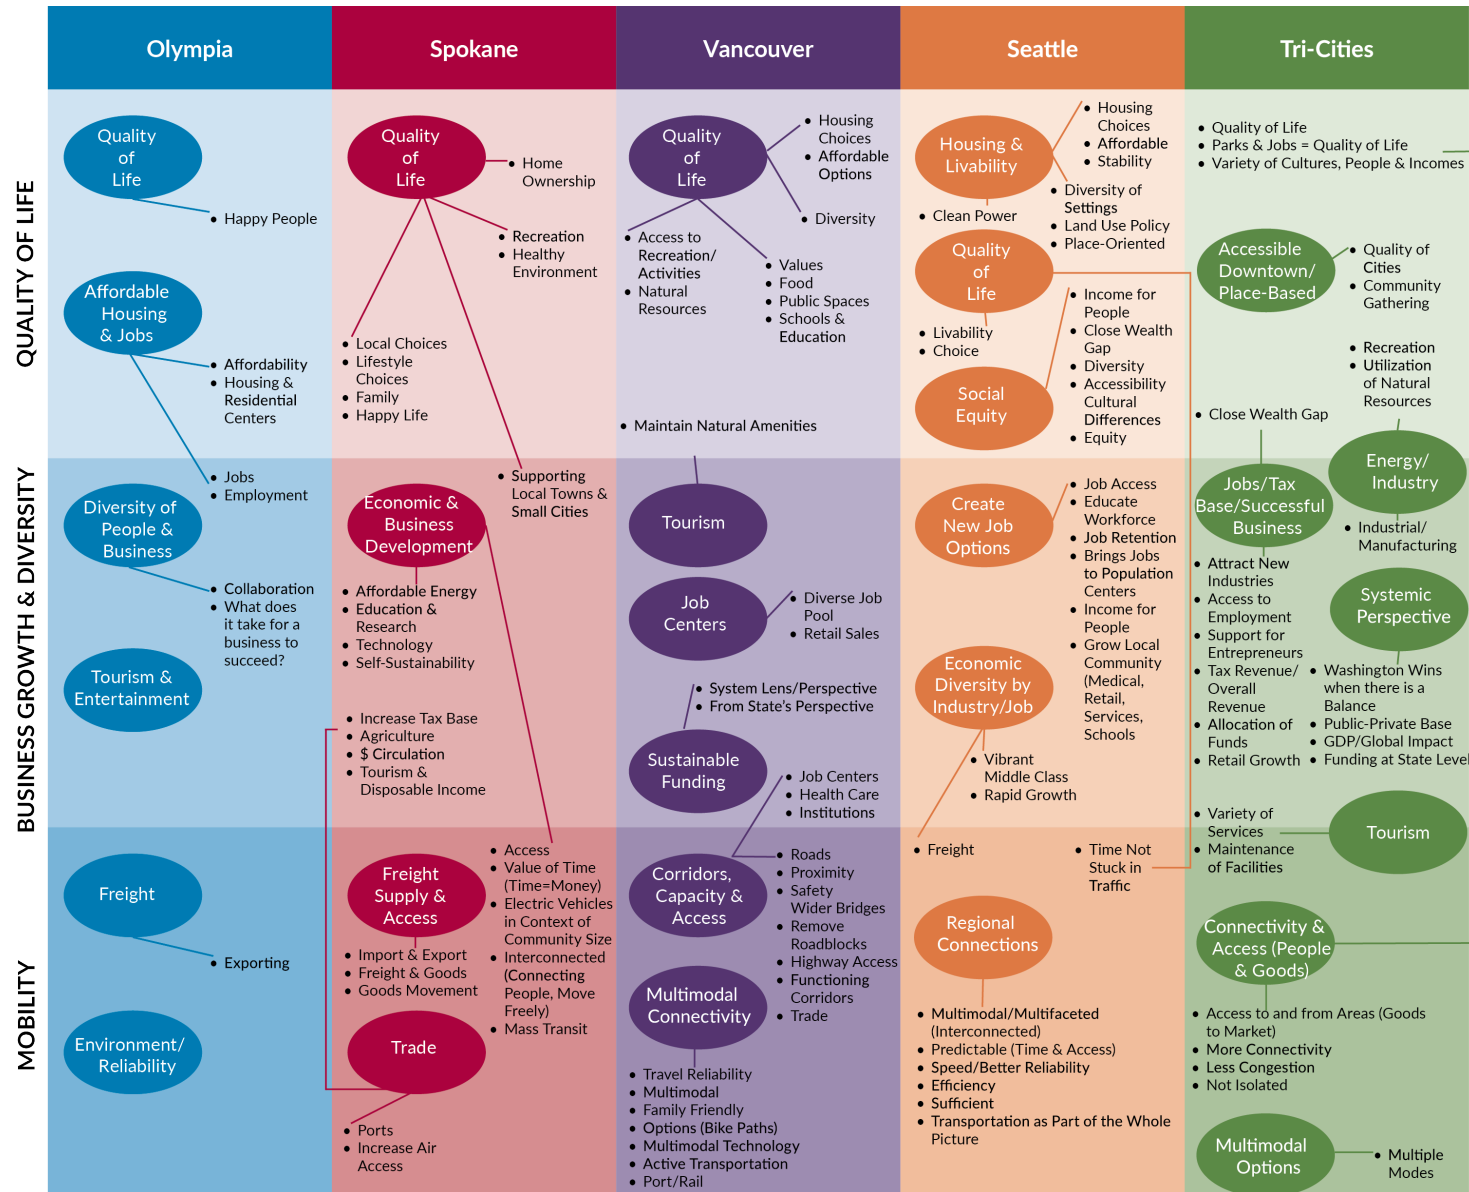 Olympia
Spokane
Vancouver
Seattle
Tri-Cities
QUALITY OF LIFE
BUSINESS GROWTH & DIVERSITY
MOBILITY
Quality
of
Life
• Happy People
Affordable
Housing
& Jobs
• Affordability
• Housing &
Residential
Centers
• Jobs
• Employment
Diversity of
People &
Business
• Collaboration
• What does
it take for a
business to
succeed?
Tourism &
Entertainment
Freight
• Exporting
Environment/
Reliability
Quality
of
Life
• Home
Ownership
• Recreation
• Healthy
Environment
• Local Choices
• Lifestyle
Choices
• Family
• Happy Life
• Supporting
Local Towns &
Small Cities
Economic &
Business
Development
• Affordable Energy
• Education &
Research
• Technology
• Self-Sustainability
• Increase Tax Base
• Agriculture
• $ Circulation
• Tourism &
Disposable Income
• Access
• Value of Time
(Time=Money)
• Electric Vehicles
in Context of
Community Size
• Interconnected
(Connecting
People, Move
Freely)
• Mass Transit
Freight
Supply &
Access
• Import & Export
• Freight & Goods
• Goods Movement
Trade
• Ports
• Increase Air
Access
Quality
of
Life
• Housing
Choices
• Affordable
Options
• Diversity
• Access to
Recreation/
Activities
• Natural
Resources
• Values
• Food
• Public Spaces
• Schools &
Education
• Maintain Natural Amenities
Tourism
Job
Centers
• Diverse Job
Pool
• Retail Sales
• System Lens/Perspective
• From State's Perspective
Sustainable
Funding
• Job Centers
• Health Care
• Institutions
Corridors,
Capacity &
Access
• Roads
• Proximity
• Safety
Wider Bridges
• Remove
Roadblocks
• Highway Access
• Functioning
Corridors
• Trade
Multimodal
Connectivity
• Travel Reliability
• Multimodal
• Family Friendly
• Options (Bike Paths)
• Multimodal Technology
• Active Transportation
• Port/Rail
Housing &
Livability
• Housing
Choices
• Affordable
• Stability
• Diversity of
Settings
• Land Use Policy
• Place-Oriented
• Clean Power
Quality
of
Life
• Livability
• Choice
Social
Equity
• Income for
People
• Close Wealth
Gap
• Diversity
• Accessibility
Cultural
Differences
• Equity
Create
New Job
Options
• Job Access
• Educate
Workforce
• Job Retention
• Brings Jobs
to Population
Centers
• Income for
People
• Grow Local
Community
(Medical,
Retail,
Services,
Schools
Economic
Diversity by
Industry/Job
• Vibrant
Middle Class
• Rapid Growth
• Freight
• Time Not
Stuck in
Traffic
Regional
Connections
• Multimodal/Multifaceted
(Interconnected)
• Predictable (Time & Access)
• Speed/Better Reliability
• Efficiency
• Sufficient
• Transportation as Part of the Whole
Picture
• Quality of Life
• Parks & Jobs = Quality of Life
• Variety of Cultures, People & Incomes
Accessible
Downtown/
Place-Based
• Quality of
Cities
• Community
Gathering
• Recreation
• Utilization
of Natural
Resources
• Close Wealth Gap
Energy/
Industry
• Industrial/
Manufacturing
Jobs/Tax
Base/Successful
Business
• Attract New
Industries
• Access to
Employment
• Support for
Entrepreneurs
• Tax Revenue/
Overall
Revenue
• Allocation of
Funds
• Retail Growth
Systemic
Perspective
• Washington Wins
when there is a
Balance
• Public-Private Base
• GDP/Global Impact
• Funding at State Level
• Variety of
Services
• Maintenance
of Facilities
Tourism
Connectivity &
Access (People
& Goods)
• Access to and from Areas (Goods
to Market)
• More Connectivity
• Less Congestion
• Not Isolated
Multimodal
Options
• Multiple
Modes